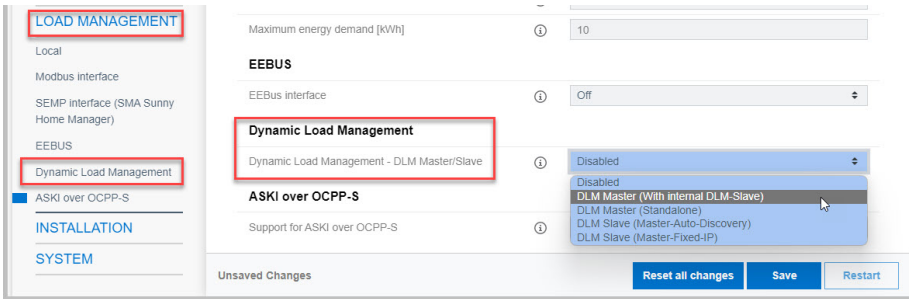 LOAD MANAGEMENT
Local
Modbus interface
SEMP interface (SMA Sunny
Home Manager)
EEBUS
Dynamic Load Management
ASKI over OCPP-S
INSTALLATION
SYSTEM
Maximum energy demand [kWh]
10
EEBUS
EEBus interface
Off
Dynamic Load Management
Dynamic Load Management - DLM Master/Slave
Disabled
Disabled
DLM Master (With internal DLM-Slave)
DLM Master (Standalone)
DLM Slave (Master-Auto-Discovery)
DLM Slave (Master-Fixed-IP)
ASKI over OCPP-S
Support for ASKI over OCPP-S
Unsaved Changes
Reset all changes
Save
Restart